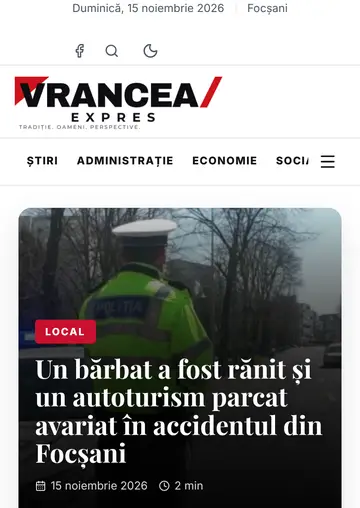 Duminică, 15 noiembrie 2026 | Focșani
VRANCEA
EXPRES
TRADIȚIE. OAMENI. PERSPECTIVE.
ȘTIRI ADMINISTRAȚIE ECONOMIE
POLIȚIA
LOCAL
Un bărbat a fost rănit și
un autoturism parcat
avariat în accidentul din
Focșani
15 noiembrie 2026 2 min